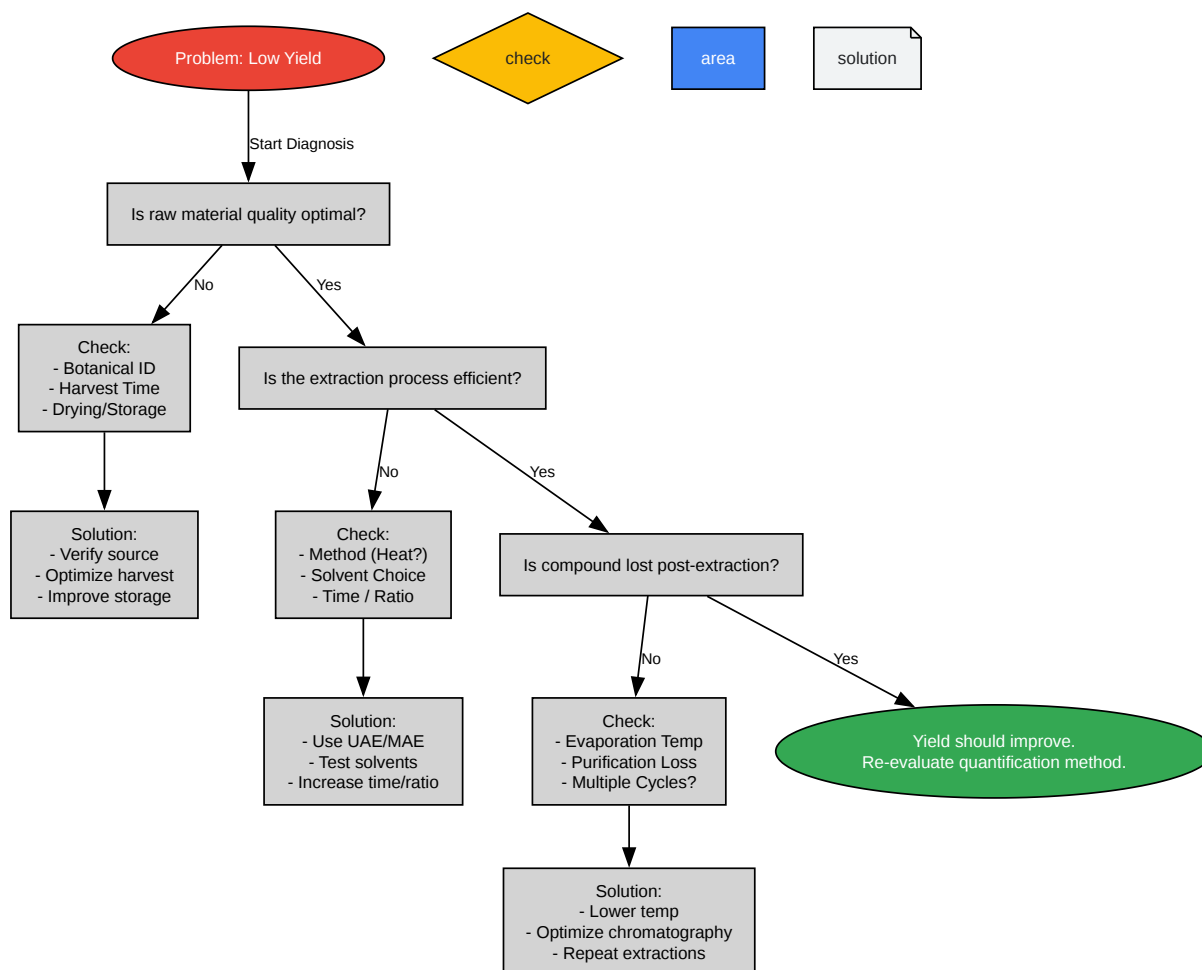 Problem: Low Yield
check
area
solution
Start Diagnosis
Is raw material quality optimal?
No
Yes
Check:
- Botanical ID
- Harvest Time
- Drying/Storage
Is the extraction process efficient?
No
Yes
Solution:
- Verify source
- Optimize harvest
- Improve storage
Check:
- Method (Heat?)
- Solvent Choice
- Time / Ratio
Is compound lost post-extraction?
No
Yes
Solution:
- Use UAE/MAE
- Test solvents
- Increase time/ratio
Check:
- Evaporation Temp
- Purification Loss
- Multiple Cycles?
Yield should improve.
Re-evaluate quantification method.
Solution:
- Lower temp
- Optimize chromatography
- Repeat extractions